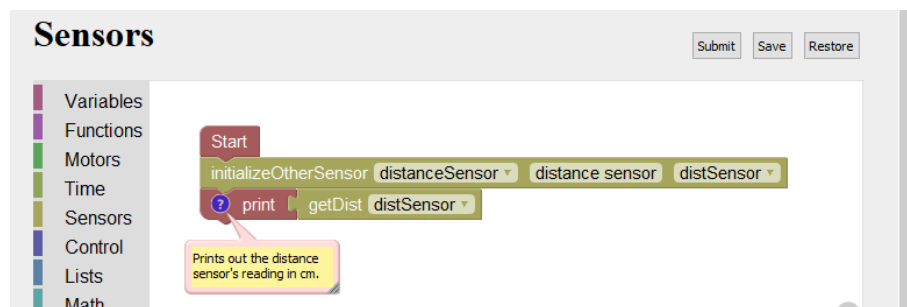 Sensors
Submit Save Restore
Variables
Functions
Motors
Time
Sensors
Control
Lists
Math
Start
initializeOtherSensor distanceSensor distance sensor distSensor
? print getDist distSensor
Prints out the distance
sensor's reading in cm.